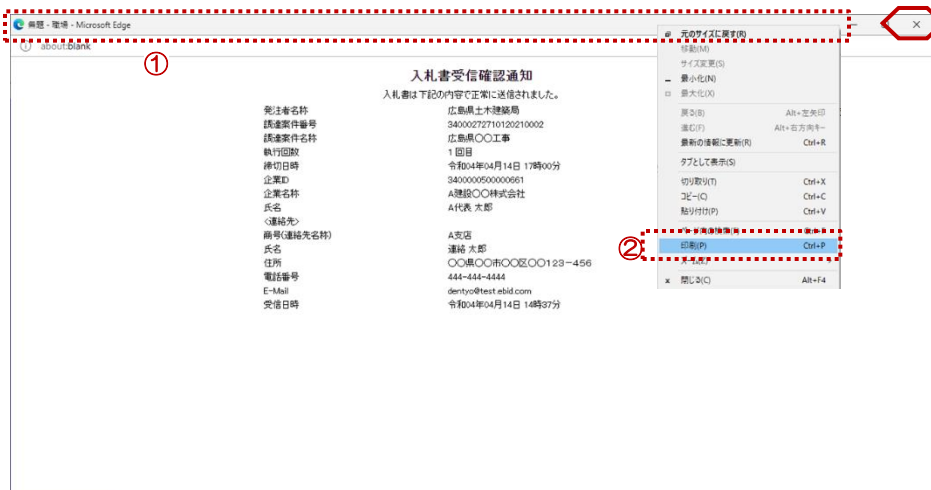 無題 - 職場 - Microsoft Edge
about:blank
①
入札書受信確認通知
入札書は下記の内容で正常に送信されました。
発注者名称 広島県土木建築局
調達案件番号 34000272710120210002
調達案件名称 広島県〇〇工事
執行回数 1回目
締切日時 令和04年04月14日 17時00分
企業ID 3400000500000661
企業名称 A建設〇〇株式会社
氏名 A代表 太郎
<連絡先>
商号(連絡先名称) A支店
氏名 連絡 太郎
住所 〇〇県〇〇市〇〇区〇〇123-456
電話番号 444-444-4444
E-Mail dentyo@test.ebid.com
受信日時 令和04年04月14日 14時37分
元のサイズに戻す(R)
移動(M)
サイズ変更(S)
最小化(N)
最大化(X)
戻る(B) Alt+左矢印
進む(F) Alt+右方向キー
最新の情報に更新(R) Ctrl+R
タブとして表示(S)
切り取り(T) Ctrl+X
コピー(C) Ctrl+C
貼り付け(P) Ctrl+V
②
印刷(P) Ctrl+P
閉じる(C) Alt+F4